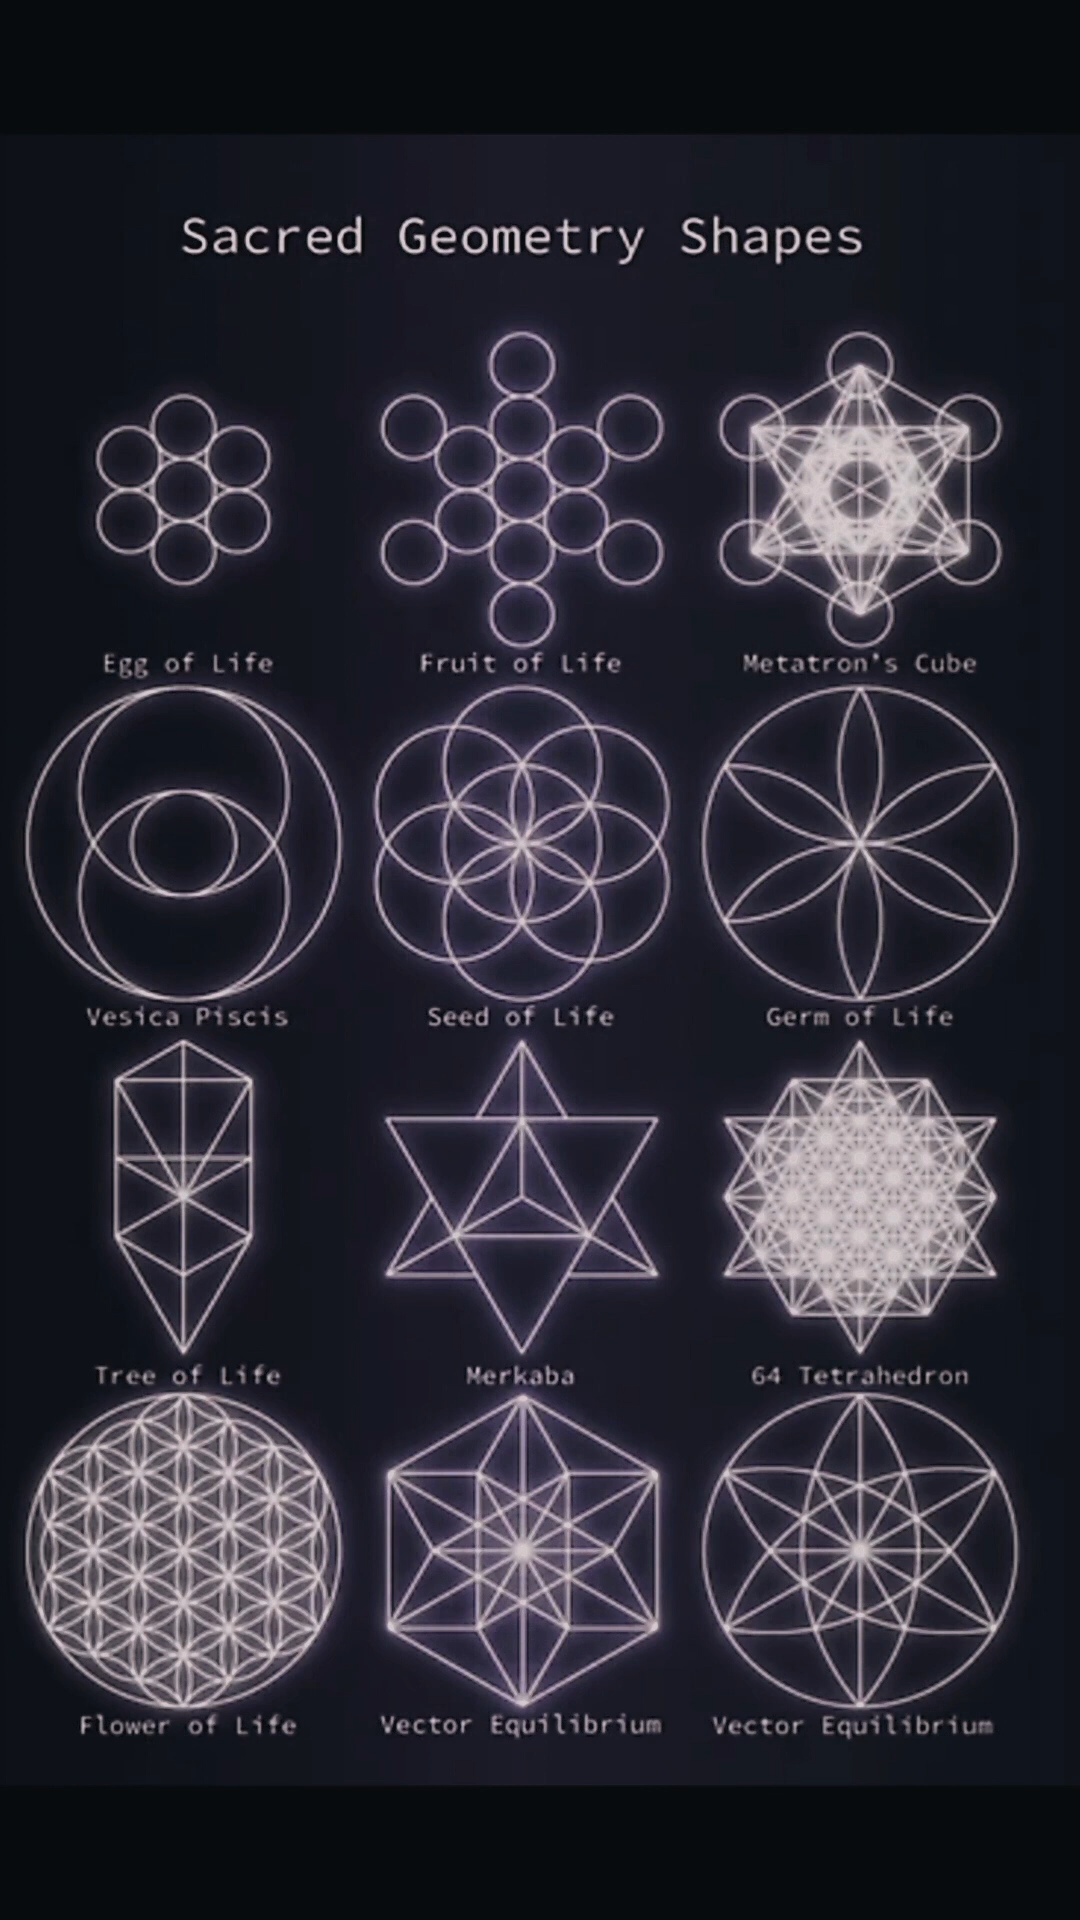 Sacred Geometry Shapes
Egg of Life
Fruit of Life
Metatron's Cube
Vesica Piscis
Seed of Life
Germ of Life
Tree of Life
Merkaba
64 Tetrahedron
Flower of Life
Vector Equilibrium
Vector Equilibrium